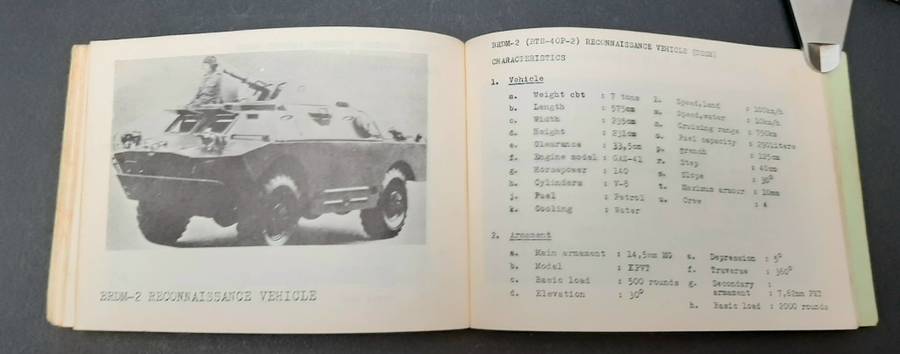 BRDM-2 RECONNAISSANCE VEHICLE
BRDM-2 (BTR-40P-2) RECONNAISSANCE VEHICLE
CHARACTERISTICS
1. Vehicle
a. Weight cbt : 7 tons
b. Length : 575cm
c. Width : 235cm
d. Height : 231cm
e. Clearance : 33,5cm
f. Engine model : GAZ-41
g. Horsepower : 140
h. Cylinders : V-8
j. Fuel : Petrol
k. Cooling : Water
l. Speed,land : 100km/h
m. Speed,water : 10km/h
n. Cruising range : 750km
o. Fuel capacity : 290liters
p. Trench : 125cm
r. Step : 40cm
s. Slope : 30°
t. Maximum armour : 10mm
Crew : 4
2. Armament
a. Main armament : 14,5mm MG
b. Model : KPVT
c. Basic load : 500 rounds
d. Elevation : 30°
e. Depression : 5°
f. Traverse : 360°
g. Secondary :
armament : 7,62mm PKT
h. Basic load : 2000 rounds